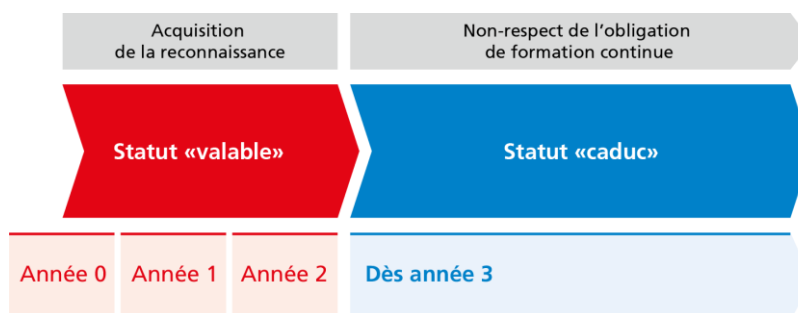 Acquisition
de la reconnaissance
Non-respect de l’obligation
de formation continue
Statut «valable»
Statut «caduc»
Année 0
Année 1
Année 2
Dès année 3